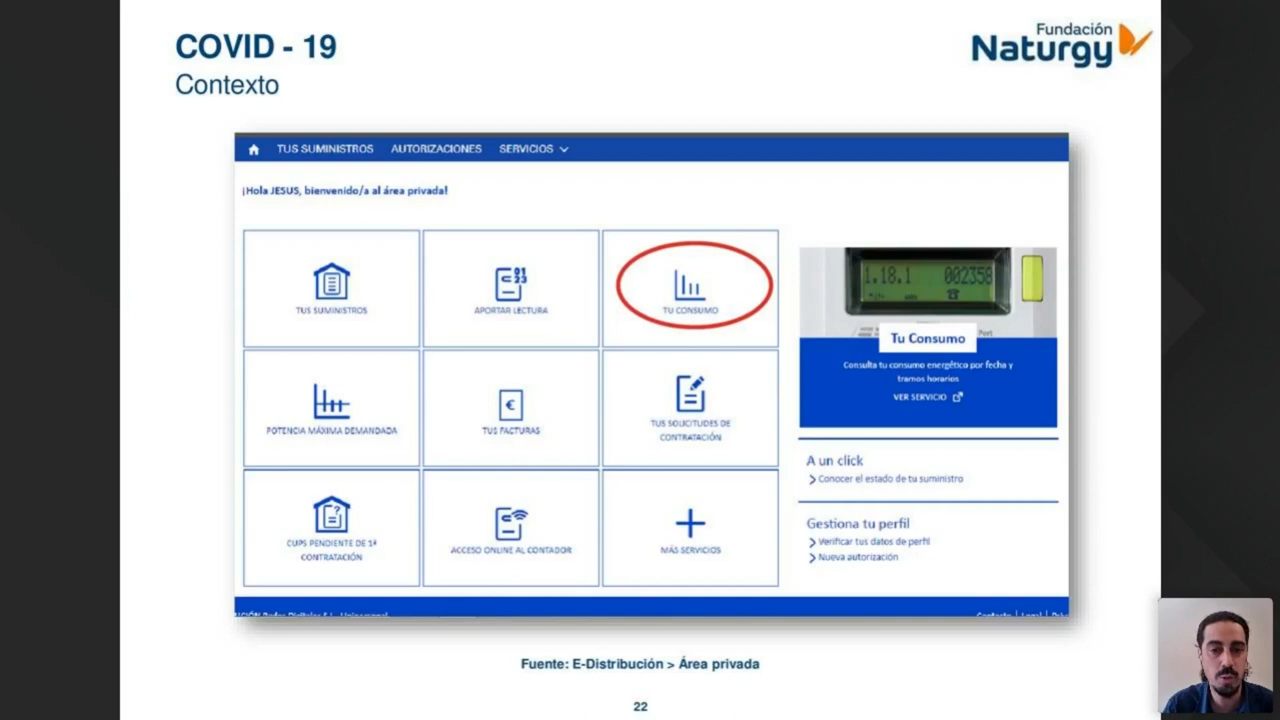 COVID - 19
Contexto
Fundación
Naturgy
TUS SUMINISTROS AUTORIZACIONES SERVICIOS
¡Hola JESUS, bienvenido/a al área privada!
TUS SUMINISTROS
APORTAR LECTURA
TU CONSUMO
POTENCIA MÁXIMA DEMANDADA
TUS FACTURAS
TUS SOLICITUDES DE
CONTRATACIÓN
CUPS PENDIENTE DE 1ª
CONTRATACIÓN
ACCESO ONLINE AL CONTADOR
MÁS SERVICIOS
1.18.1 002358
Tu Consumo
Consulta tu consumo energético por fecha y
tramos horarios
VER SERVICIO
A un click
Conocer el estado de tu suministro
Gestiona tu perfil
Verificar tus datos de perfil
Nueva autorización
Fuente: E-Distribución > Área privada
22